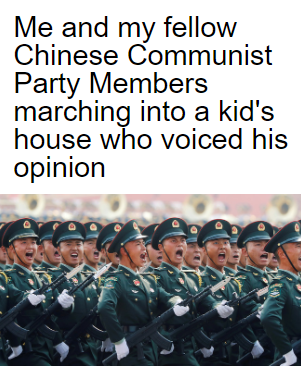 Me and my fellow
Chinese Communist
Party Members
marching into a kid's
house who voiced his
opinion